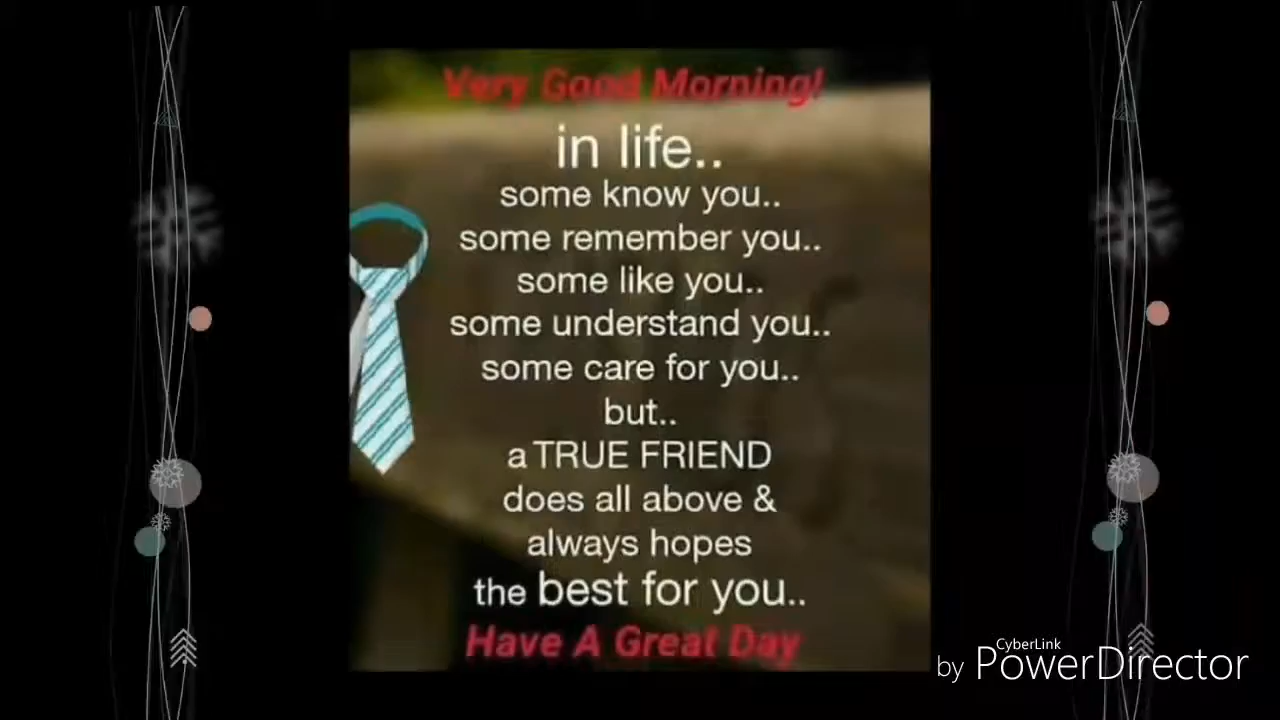 Very Good Morning!
in life..
some know you..
some remember you..
some like you..
some understand you..
some care for you..
but..
a TRUE FRIEND
does all above &
always hopes
the best for you..
Have A Great Day
CyberLink
by PowerDirector